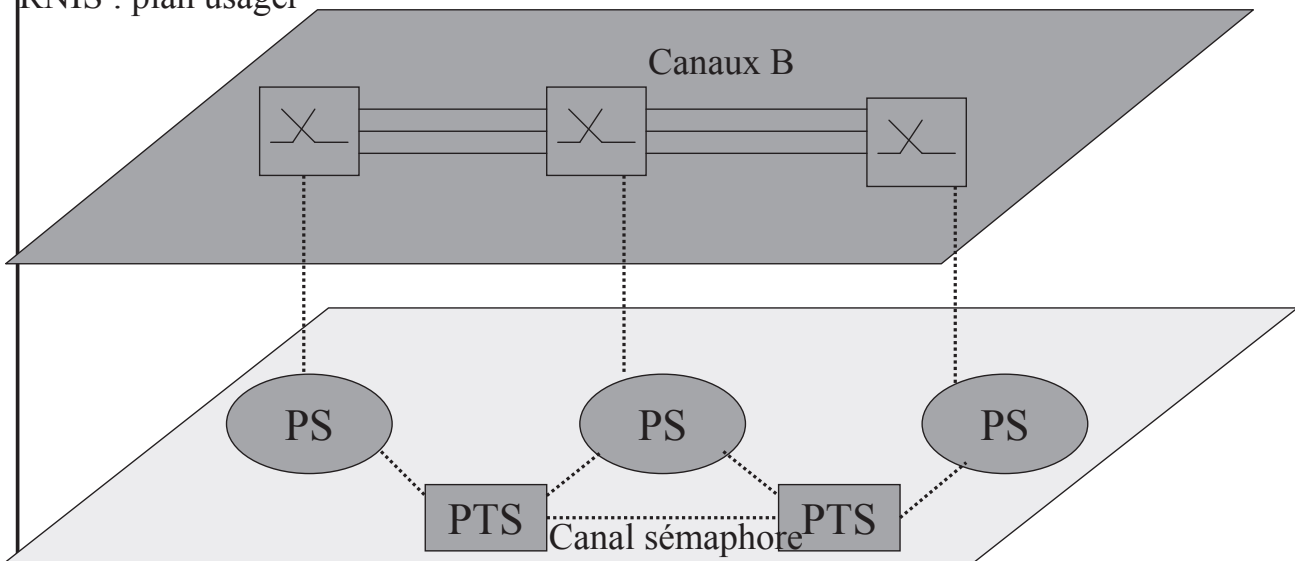 RNIS : plan usager
Canaux B
PS PS PS
PTS PTS
Canal sémaphore